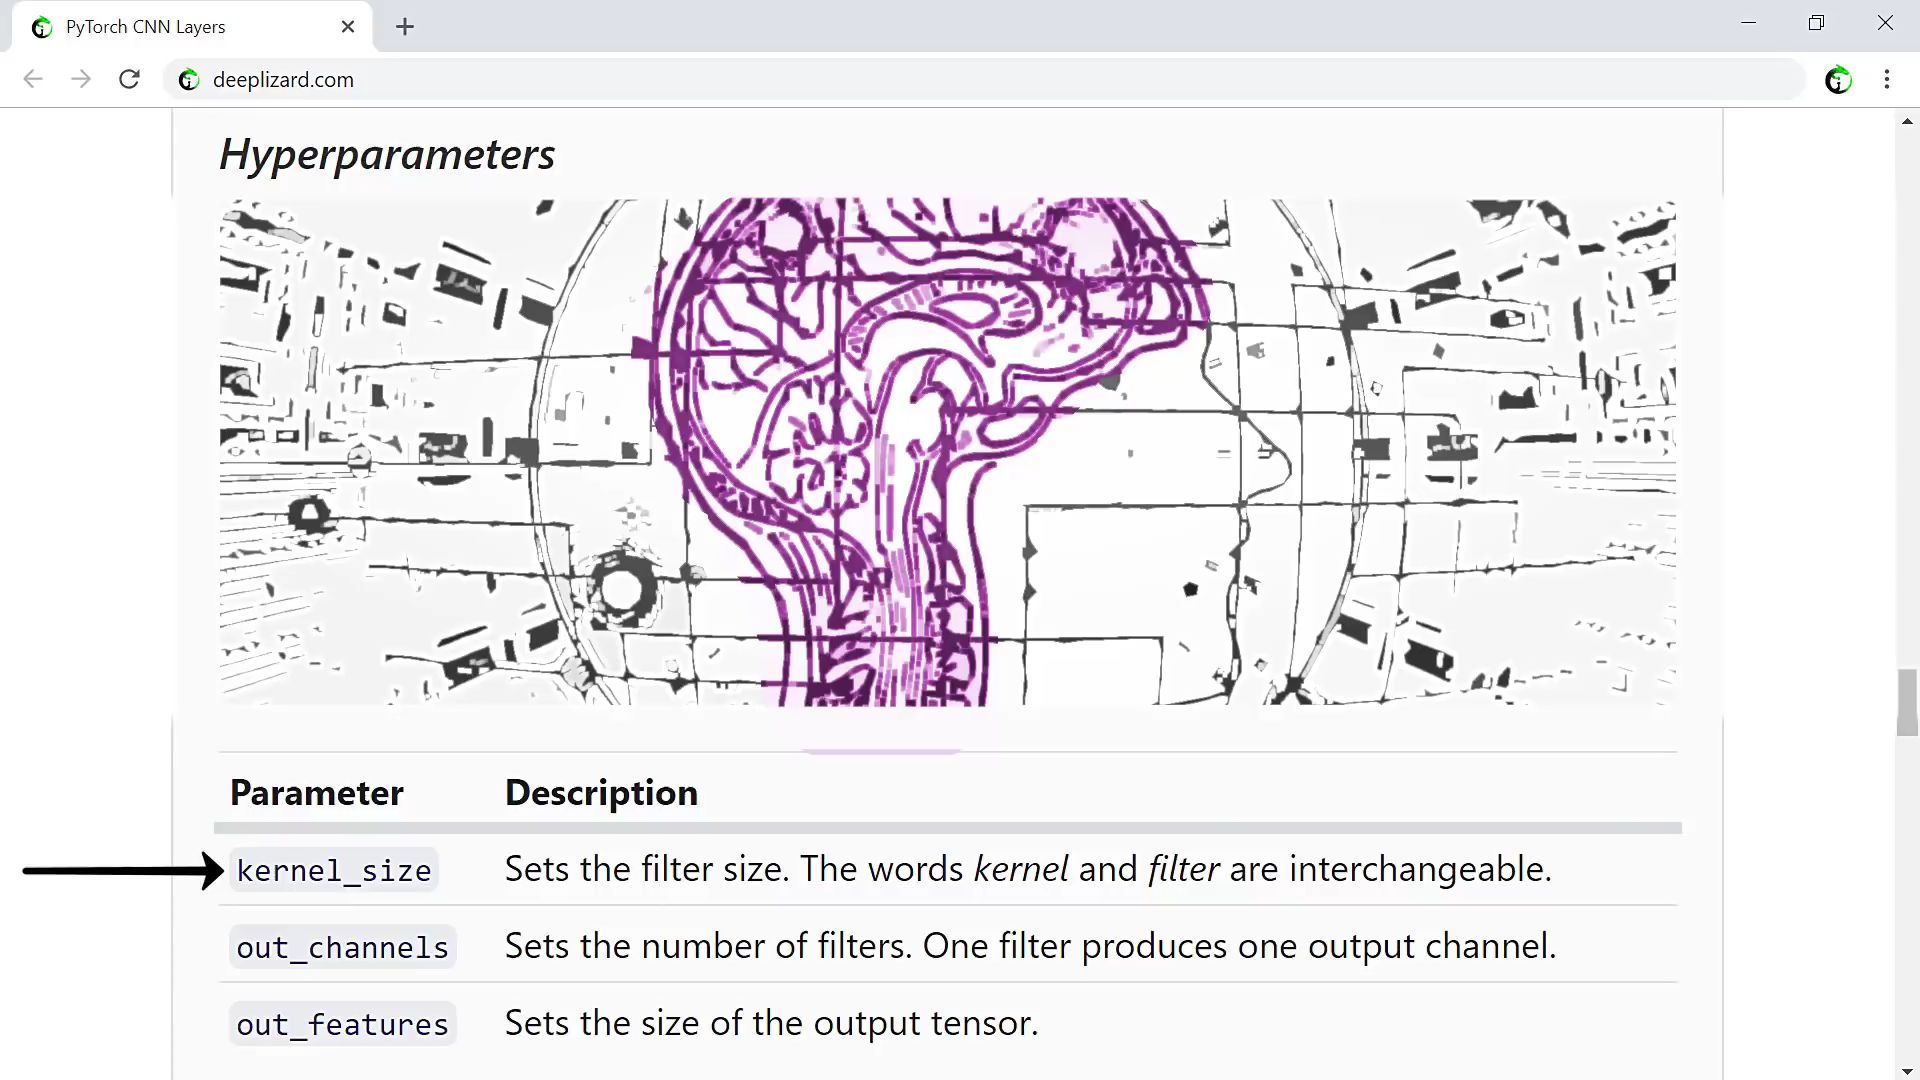 PyTorch CNN Layers
deeplizard.com
Hyperparameters
Parameter Description
kernel_size Sets the filter size. The words kernel and filter are interchangeable.
out_channels Sets the number of filters. One filter produces one output channel.
out_features Sets the size of the output tensor.